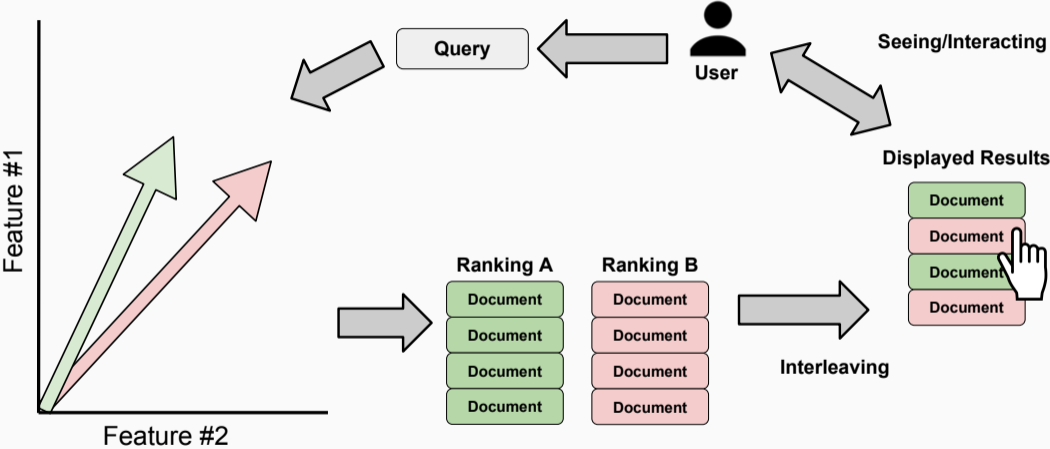 Query
User
Seeing/Interacting
Displayed Results
Document
Document
Document
Document
Feature #1
Feature #2
Ranking A
Document
Document
Document
Document
Ranking B
Document
Document
Document
Document
Interleaving